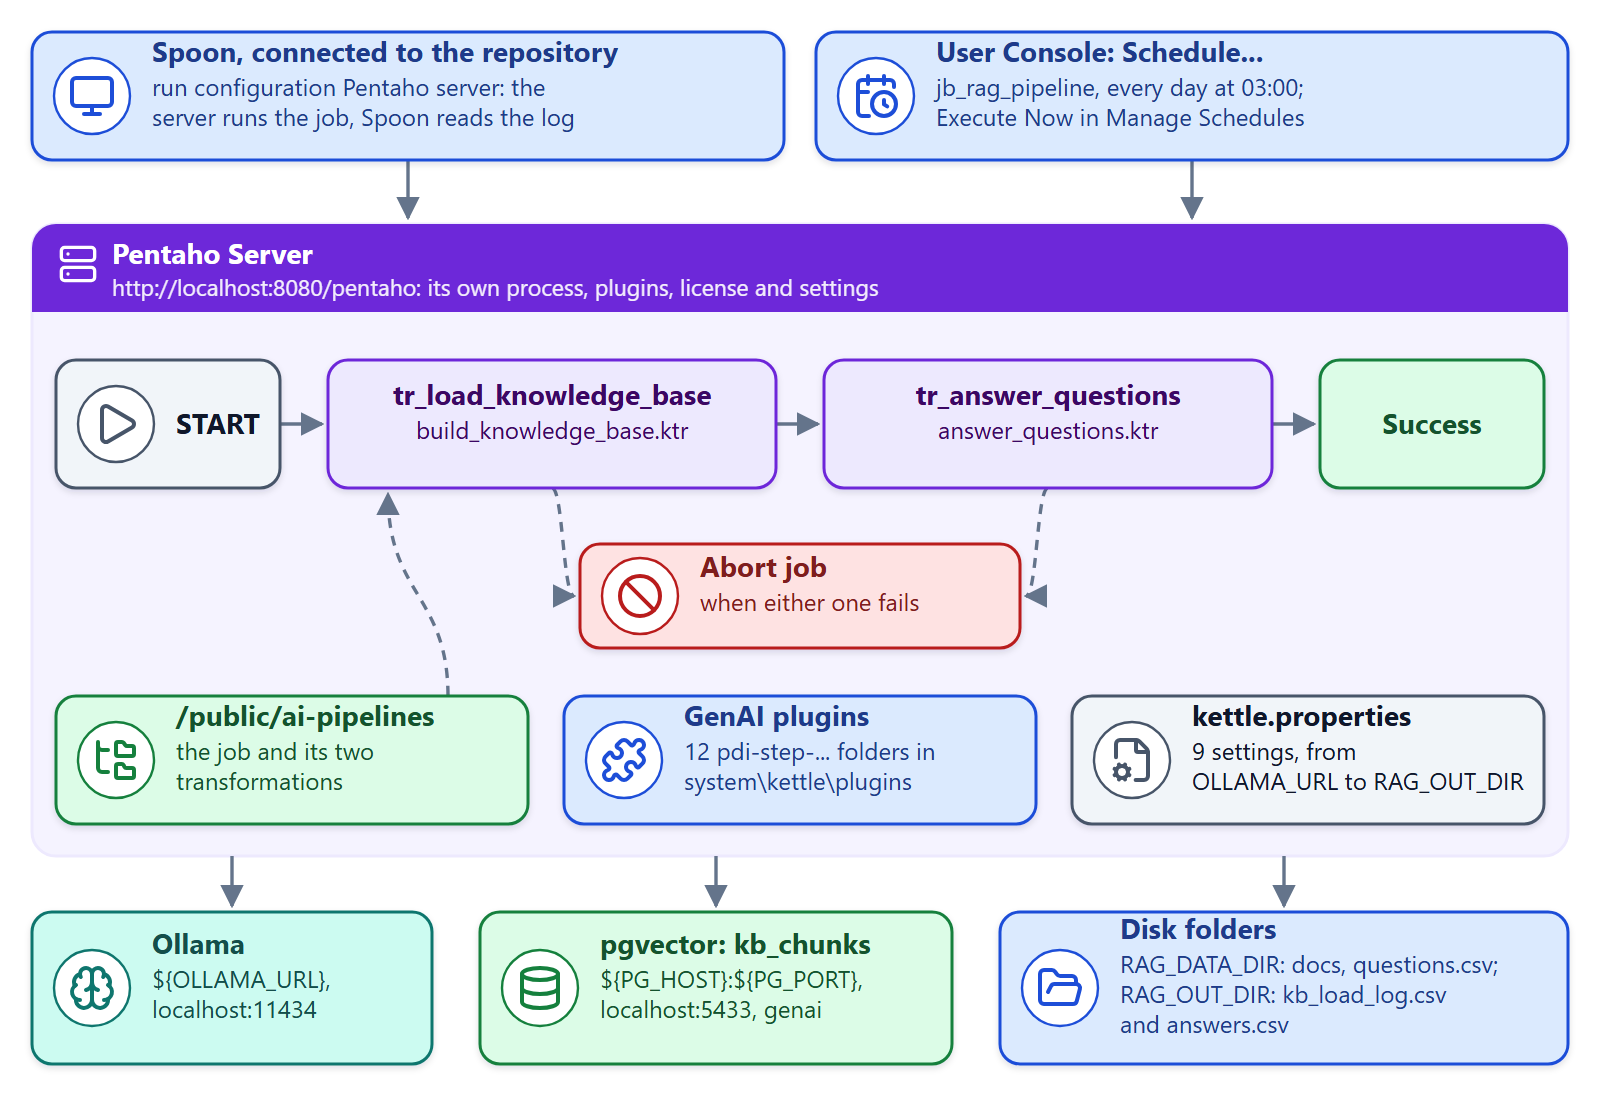 Spoon, connected to the repository
run configuration Pentaho server: the
server runs the job, Spoon reads the log
User Console: Schedule...
jb_rag_pipeline, every day at 03:00;
Execute Now in Manage Schedules
Pentaho Server
http://localhost:8080/pentaho: its own process, plugins, license and settings
START
tr_load_knowledge_base
build_knowledge_base.ktr
tr_answer_questions
answer_questions.ktr
Success
Abort job
when either one fails
/public/ai-pipelines
the job and its two
transformations
GenAI plugins
12 pdi-step-... folders in
system\kettle\plugins
kettle.properties
9 settings, from
OLLAMA_URL to RAG_OUT_DIR
Ollama
${OLLAMA_URL},
localhost:11434
pgvector: kb_chunks
${PG_HOST}:${PG_PORT},
localhost:5433, genai
Disk folders
RAG_DATA_DIR: docs, questions.csv;
RAG_OUT_DIR: kb_load_log.csv
and answers.csv